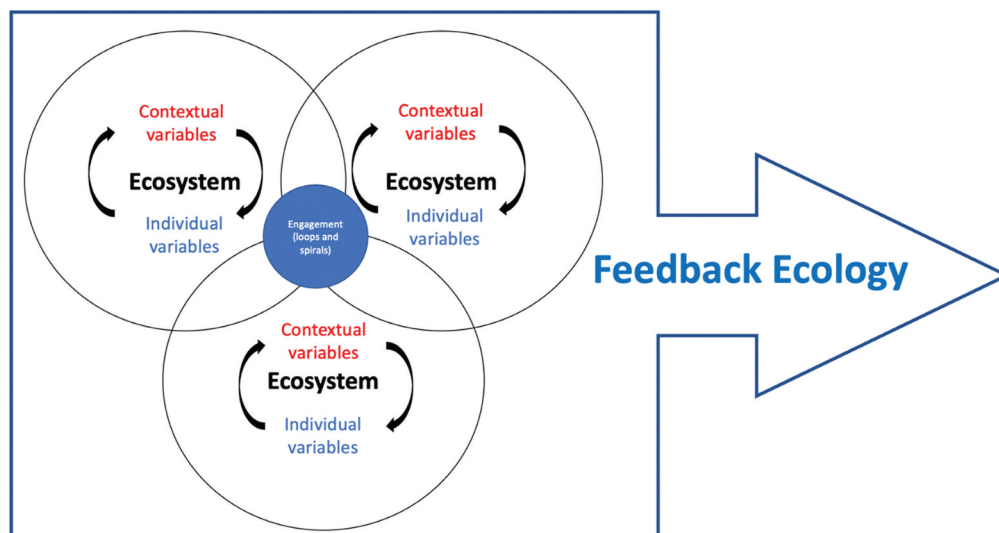 Contextual
variables
Ecosystem
Individual
variables
Contextual
variables
Ecosystem
Individual
variables
Engagement
(loops and
spirals)
Contextual
variables
Ecosystem
Individual
variables
Feedback Ecology